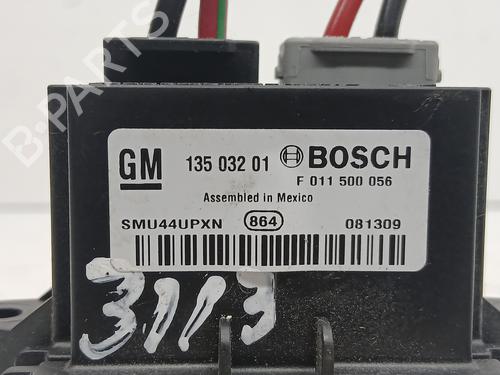 GM 135 032 01 BOSCH
F 011 500 056
Assembled in Mexico
SMU44UPXN 864 081309
3113
B-PARTS